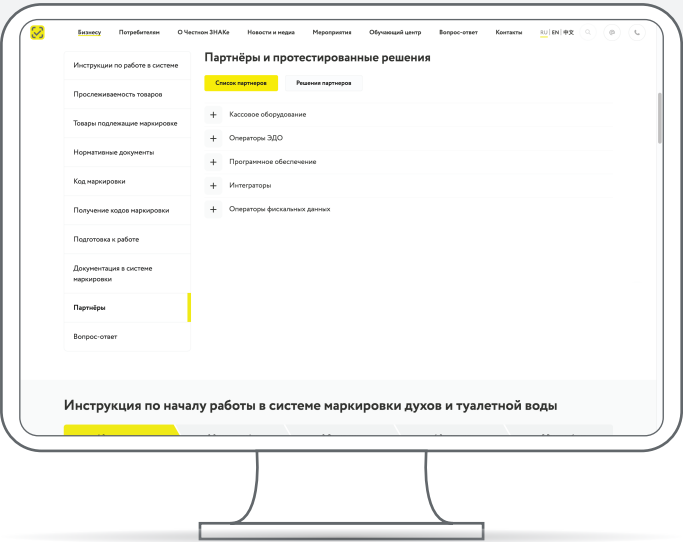 Бизнесу Потребителям О Честном ЗНАКе Новости и медиа Мероприятия Обучающий центр Вопрос-ответ Контакты RU | EN | 中文
Инструкции по работе в системе
Прослеживаемость товаров
Товары подлежащие маркировке
Нормативные документы
Код маркировки
Получение кодов маркировки
Подготовка к работе
Документация в системе
маркировки
Партнёры
Вопрос-ответ
Партнёры и протестированные решения
Список партнеров Решения партнеров
Кассовое оборудование
Операторы ЭДО
Программное обеспечение
Интеграторы
Операторы фискальных данных
Инструкция по началу работы в системе маркировки духов и туалетной воды